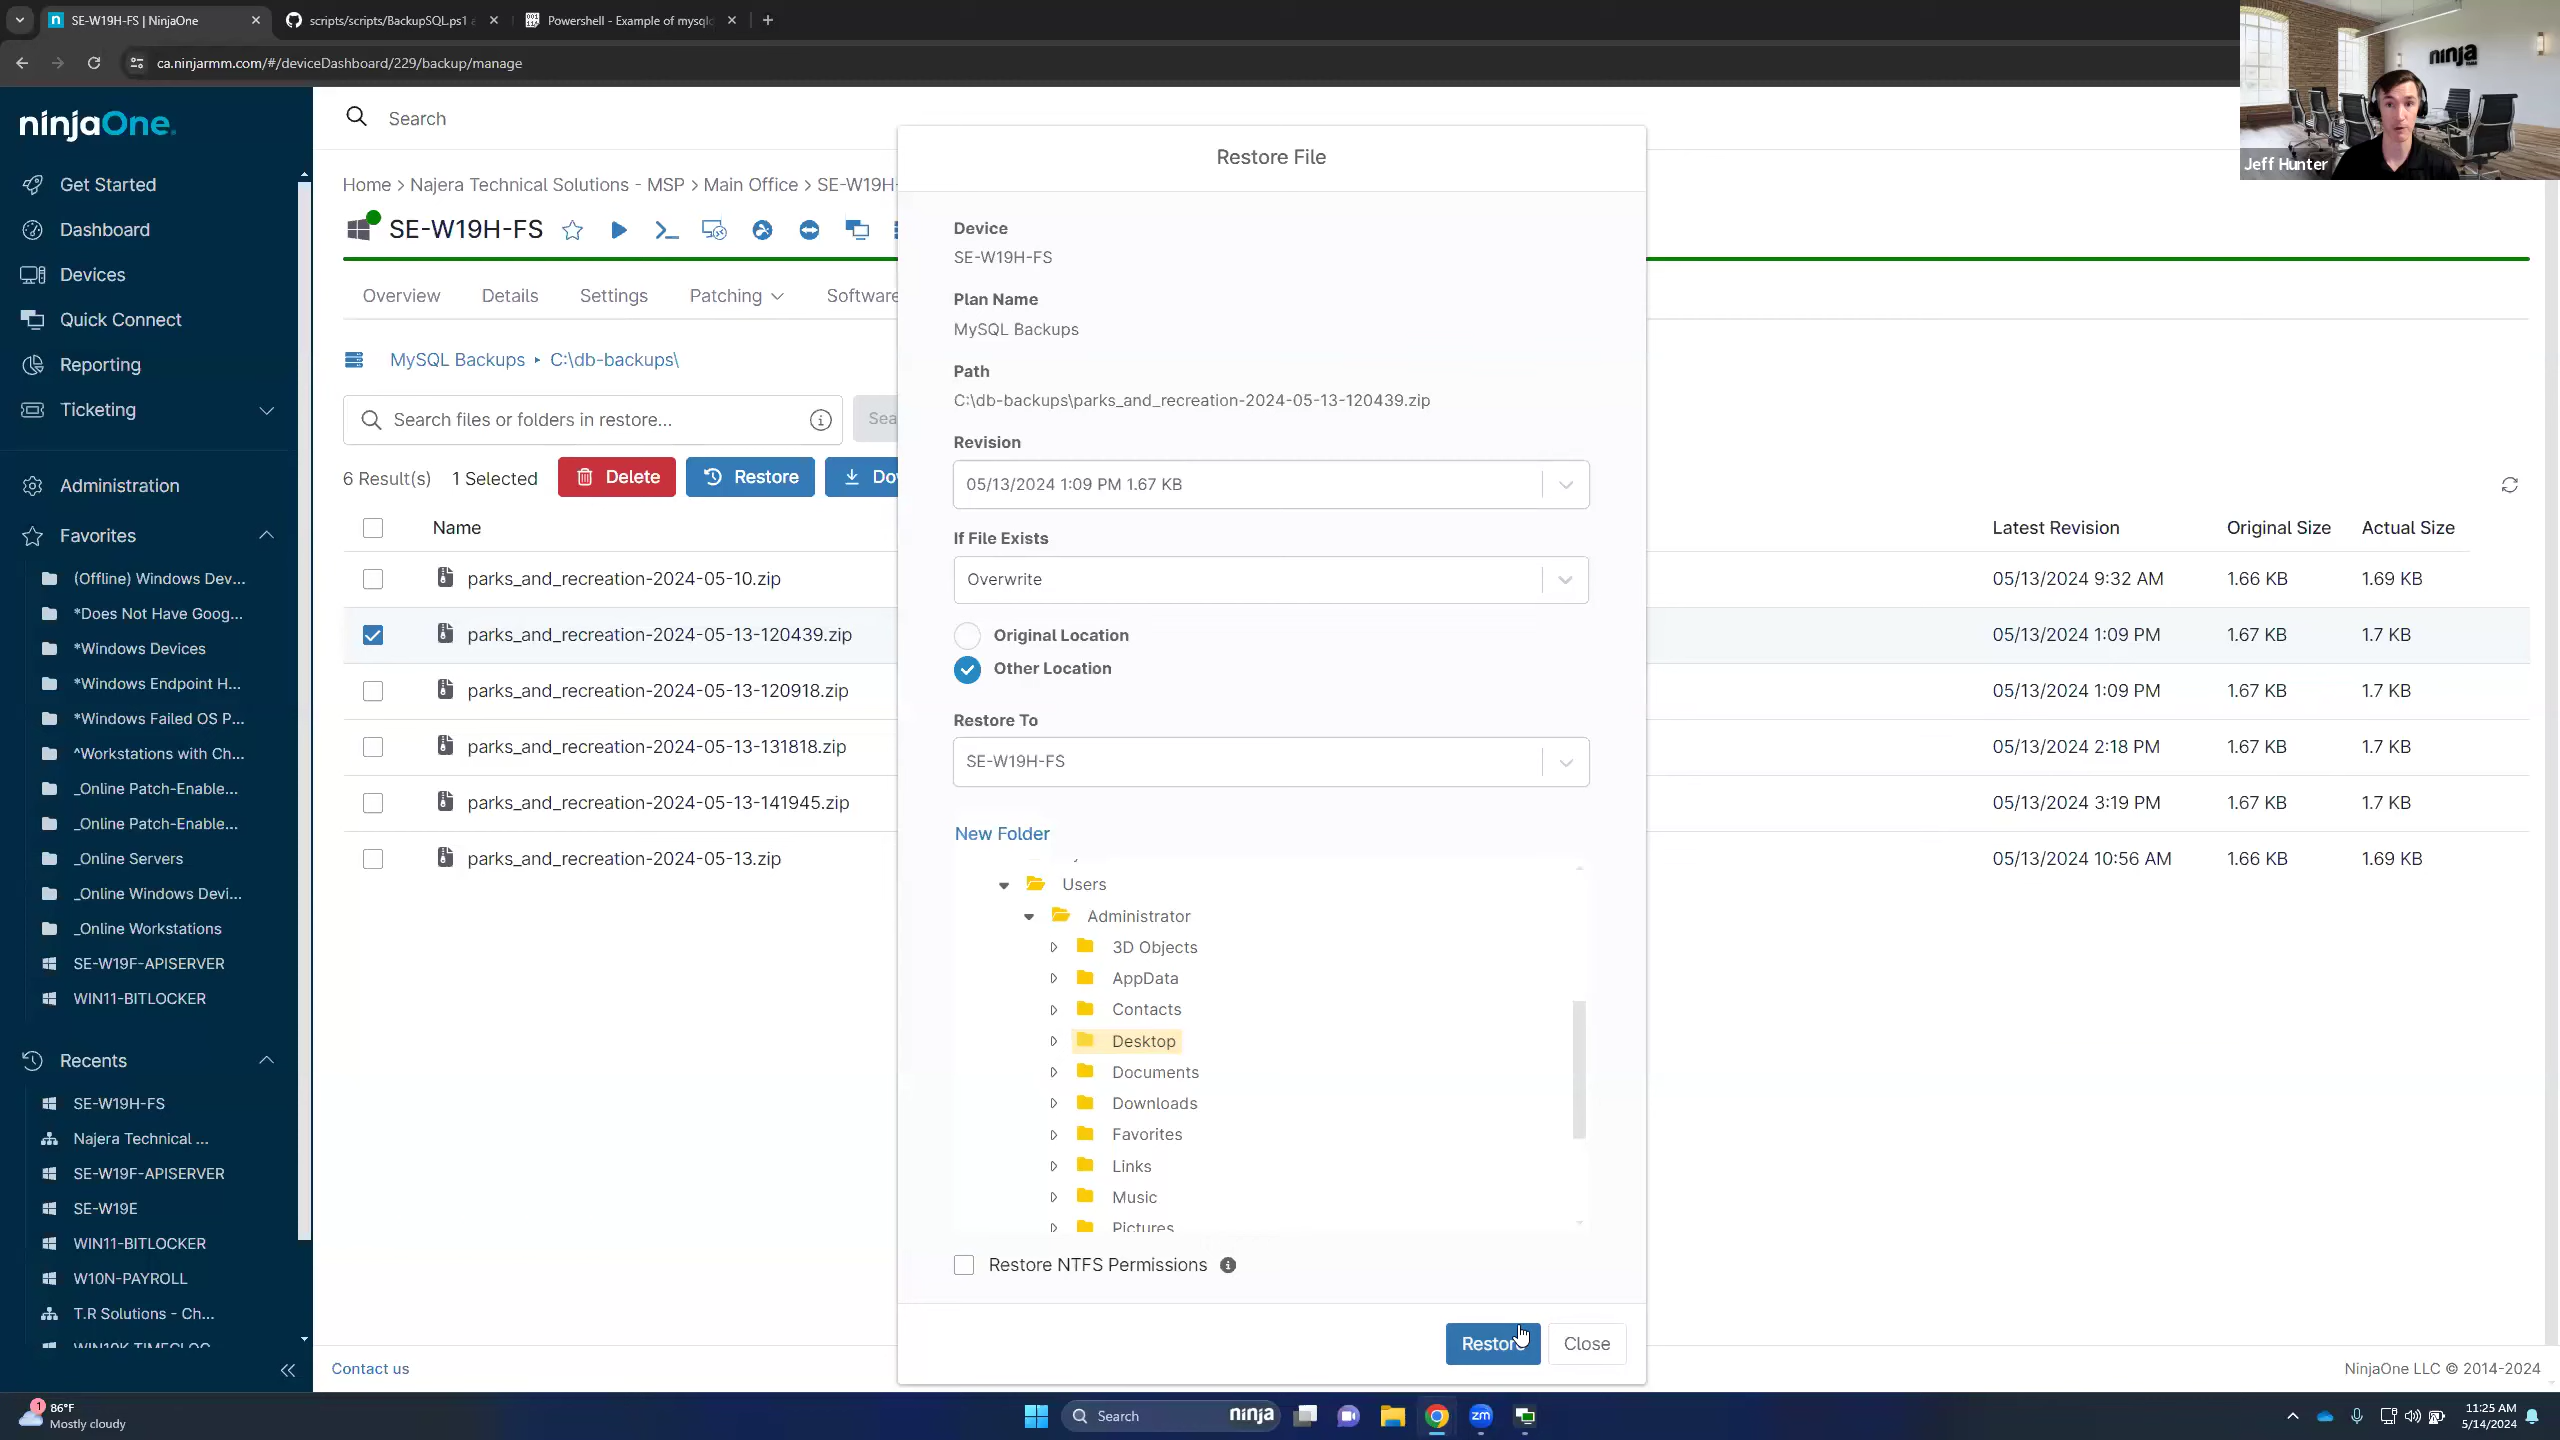 SE-W19H-FS | NinjaOne
scripts/scripts/BackupSQL.ps1
Powershell - Example of mysql
ca.ninjarmm.com/#/deviceDashboard/229/backup/manage
ninja
Jeff Hunter
ninjaOne.
Get Started
Dashboard
Devices
Quick Connect
Reporting
Ticketing
Administration
Favorites
(Offline) Windows Dev...
*Does Not Have Goog...
*Windows Devices
*Windows Endpoint H...
*Windows Failed OS P...
^Workstations with Ch...
_Online Patch-Enable...
_Online Patch-Enable...
_Online Servers
_Online Windows Devi...
_Online Workstations
SE-W19F-APISERVER
WIN11-BITLOCKER
Recents
SE-W19H-FS
Najera Technical ...
SE-W19F-APISERVER
SE-W19E
WIN11-BITLOCKER
W10N-PAYROLL
T.R Solutions - Ch...
Search
Home > Najera Technical Solutions - MSP > Main Office > SE-W19H-
SE-W19H-FS
Overview Details Settings Patching Software
MySQL Backups ▸ C:\db-backups\
Search files or folders in restore...
Sea
6 Result(s) 1 Selected Delete Restore Dow
Name Latest Revision Original Size Actual Size
parks_and_recreation-2024-05-10.zip 05/13/2024 9:32 AM 1.66 KB 1.69 KB
parks_and_recreation-2024-05-13-120439.zip 05/13/2024 1:09 PM 1.67 KB 1.7 KB
parks_and_recreation-2024-05-13-120918.zip 05/13/2024 1:09 PM 1.67 KB 1.7 KB
parks_and_recreation-2024-05-13-131818.zip 05/13/2024 2:18 PM 1.67 KB 1.7 KB
parks_and_recreation-2024-05-13-141945.zip 05/13/2024 3:19 PM 1.67 KB 1.7 KB
parks_and_recreation-2024-05-13.zip 05/13/2024 10:56 AM 1.66 KB 1.69 KB
Restore File
Device
SE-W19H-FS
Plan Name
MySQL Backups
Path
C:\db-backups\parks_and_recreation-2024-05-13-120439.zip
Revision
05/13/2024 1:09 PM 1.67 KB
If File Exists
Overwrite
Original Location
Other Location
Restore To
SE-W19H-FS
New Folder
Users
Administrator
3D Objects
AppData
Contacts
Desktop
Documents
Downloads
Favorites
Links
Music
Pictures
Restore NTFS Permissions
Restore Close
Contact us
NinjaOne LLC © 2014-2024
1
86°F
Mostly cloudy
Search
ninja
zm
11:25 AM
5/14/2024